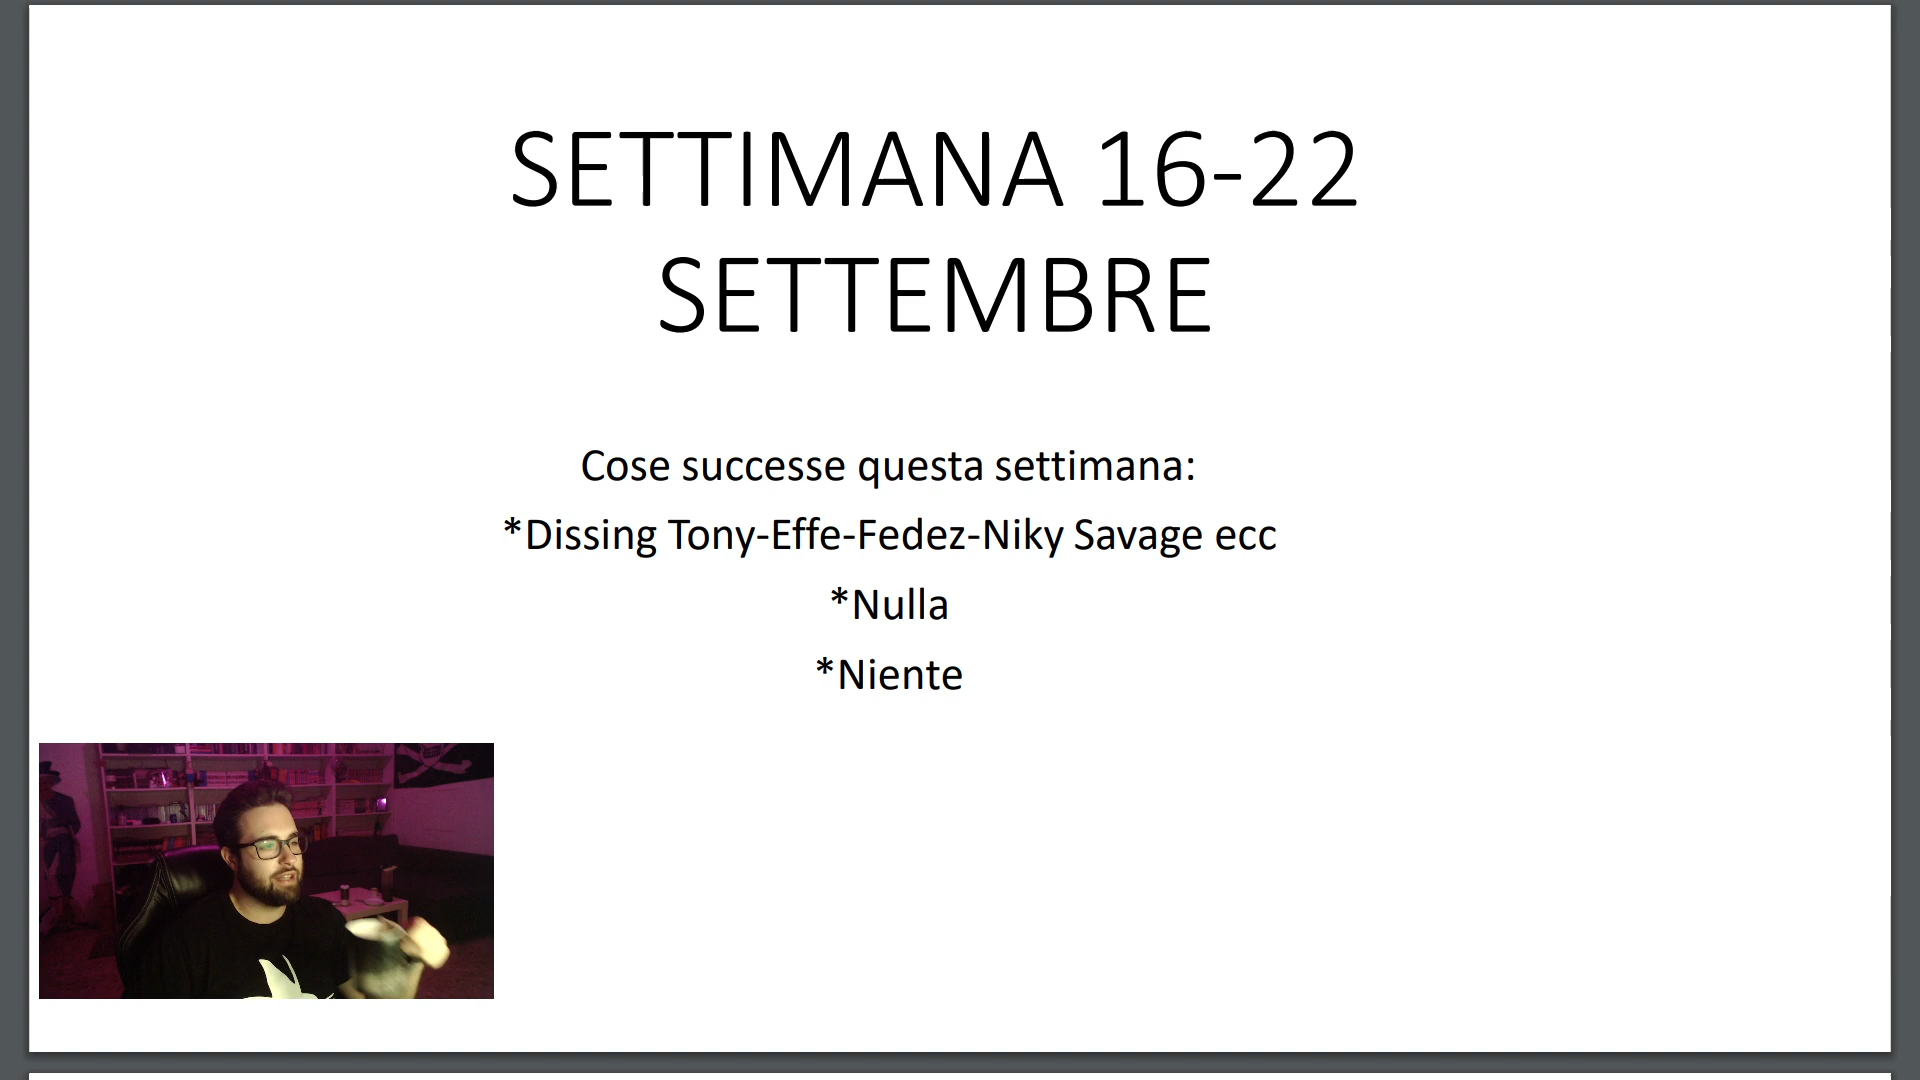 SETTIMANA 16-22
SETTEMBRE
Cose successe questa settimana:
*Dissing Tony-Effe-Fedez-Niky Savage ecc
*Nulla
*Niente